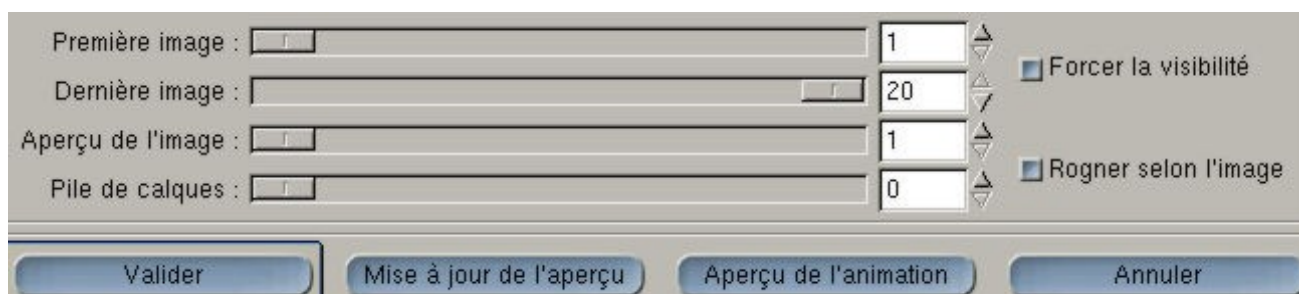 Première image : 1
Forcer la visibilité
Dernière image : 20
Aperçu de l'image : 1
Rogner selon l'image
Pile de calques : 0
Valider Mise à jour de l'aperçu Aperçu de l'animation Annuler